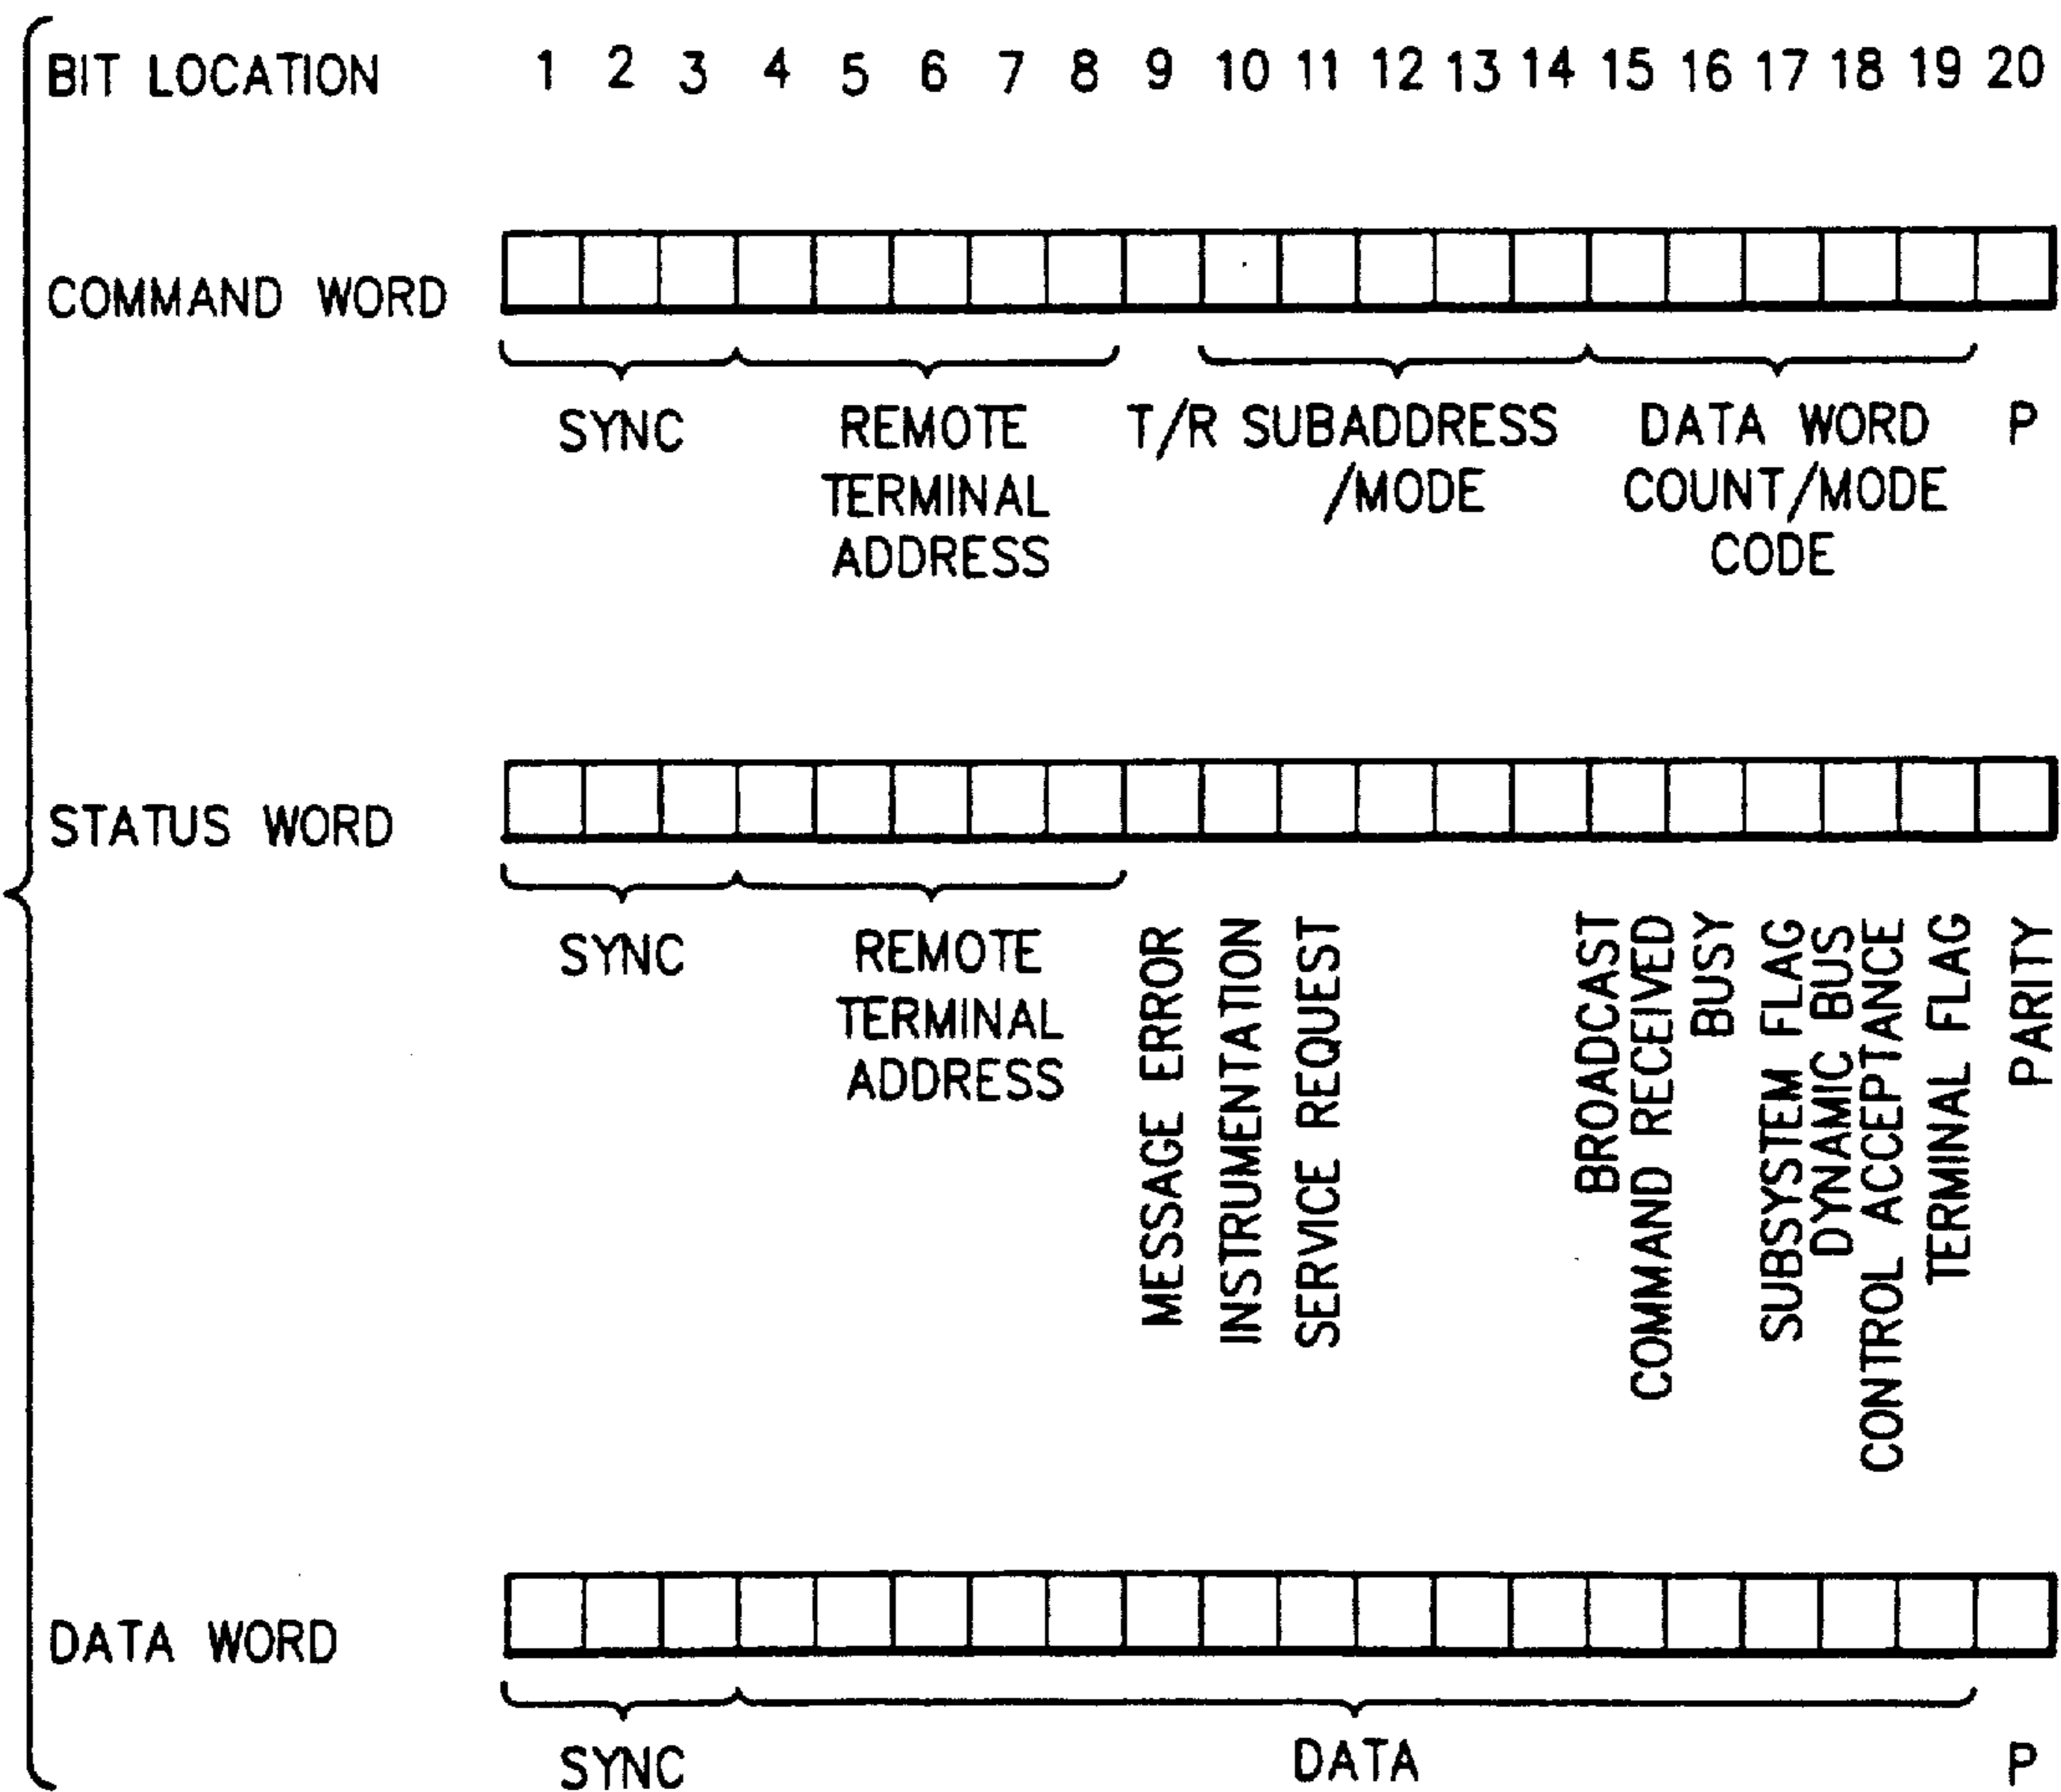 BIT LOCATION 1 2 3 4 5 6 7 8 9 10 11 12 13 14 15 16 17 18 19 20
COMMAND WORD
SYNC REMOTE T/R SUBADDRESS DATA WORD P
TERMINAL /MODE COUNT/MODE
ADDRESS CODE
STATUS WORD
SYNC REMOTE
TERMINAL
ADDRESS
MESSAGE ERROR
INSTRUMENTATION
SERVICE REQUEST
BROADCAST
COMMAND RECEIVED
BUSY
SUBSYSTEM FLAG
DYNAMIC BUS
CONTROL ACCEPTANCE
TERMINAL FLAG
PARITY
DATA WORD
SYNC DATA P